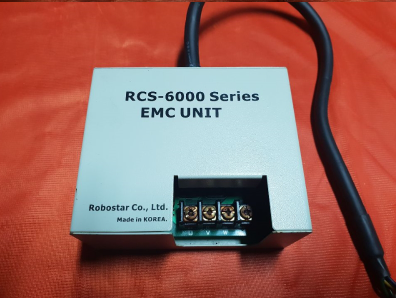 RCS-6000 Series
EMC UNIT
Robostar Co., Ltd.
Made in KOREA.